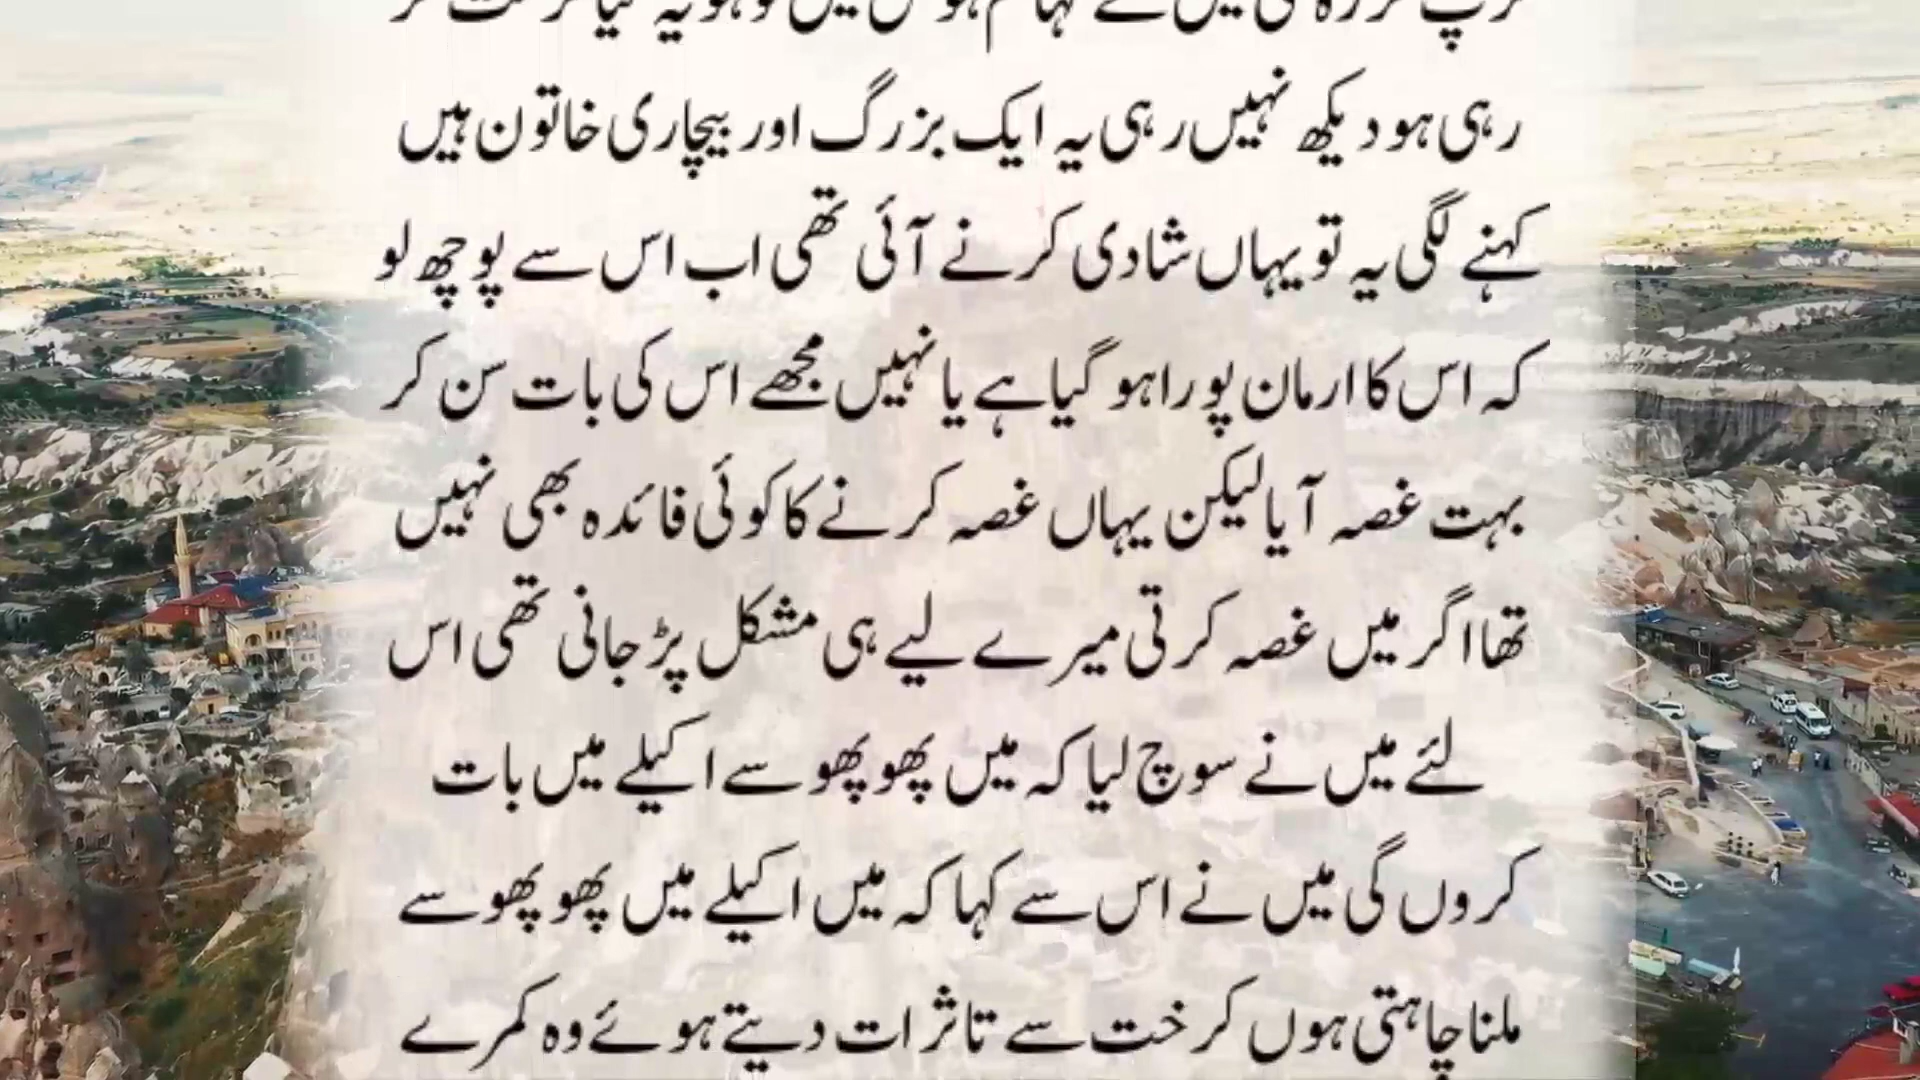 رہی ہو دیکھ نہیں رہی یہ ایک بزرگ اور بیچاری خاتون ہیں
کہنے لگی یہ تو یہاں شادی کرنے آئی تھی اب اس سے پوچھ لو
کہ اس کا ارمان پورا ہو گیا ہے یا نہیں مجھے اس کی بات سن کر
بہت غصہ آیا لیکن یہاں غصہ کرنے کا کوئی فائدہ بھی نہیں
تھا اگر میں غصہ کرتی میرے لیے ہی مشکل پڑ جانی تھی اس
لئے میں نے سوچ لیا کہ میں پھوپھو سے اکیلے میں بات
کروں گی میں نے اس سے کہا کہ میں اکیلے میں پھوپھو سے
ملنا چاہتی ہوں کرخت سے تاثرات دیتے ہوئے وہ کمرے